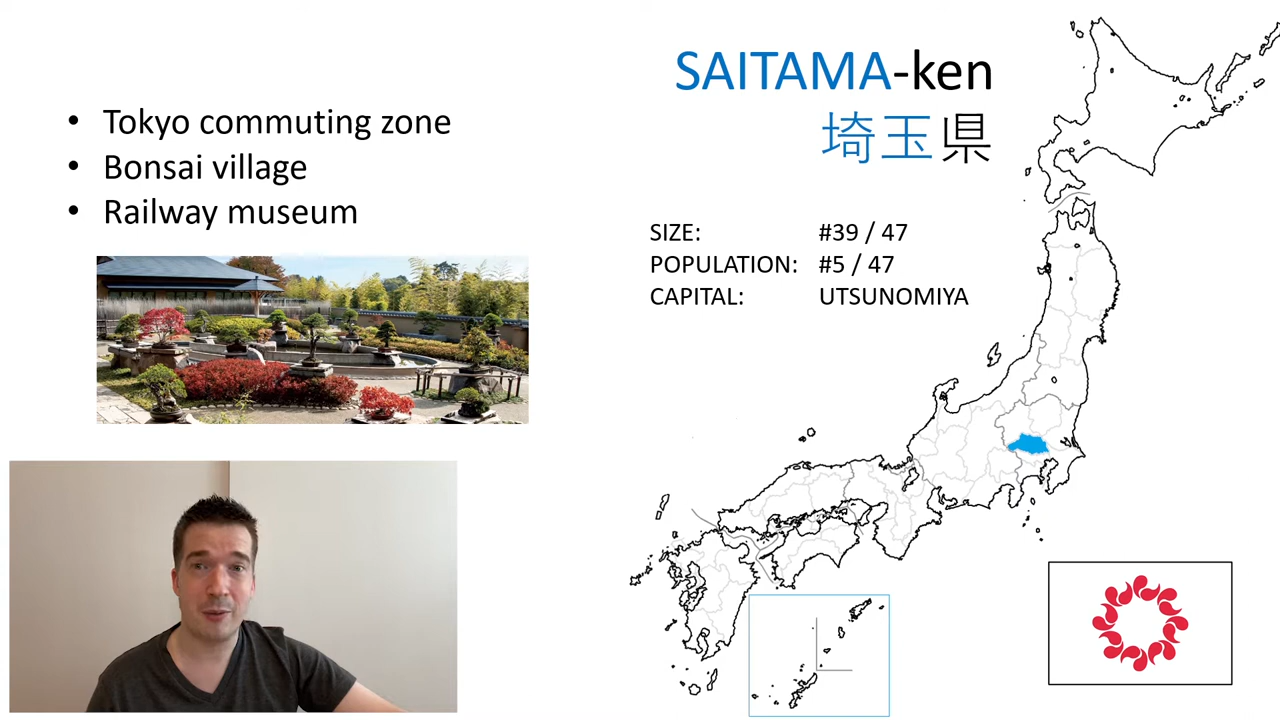 Tokyo commuting zone
Bonsai village
Railway museum
SAITAMA-ken
埼玉県
SIZE: #39 / 47
POPULATION: #5 / 47
CAPITAL: UTSUNOMIYA